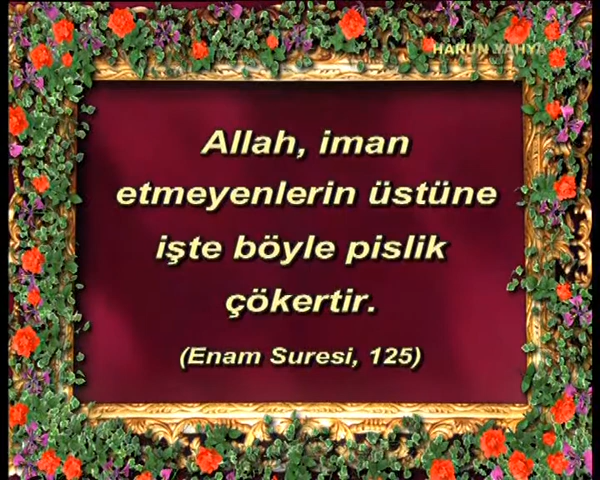 HARUN YAHYA
Allah, iman
etmeyenlerin üstüne
işte böyle pislik
çökertir.
(Enam Suresi, 125)